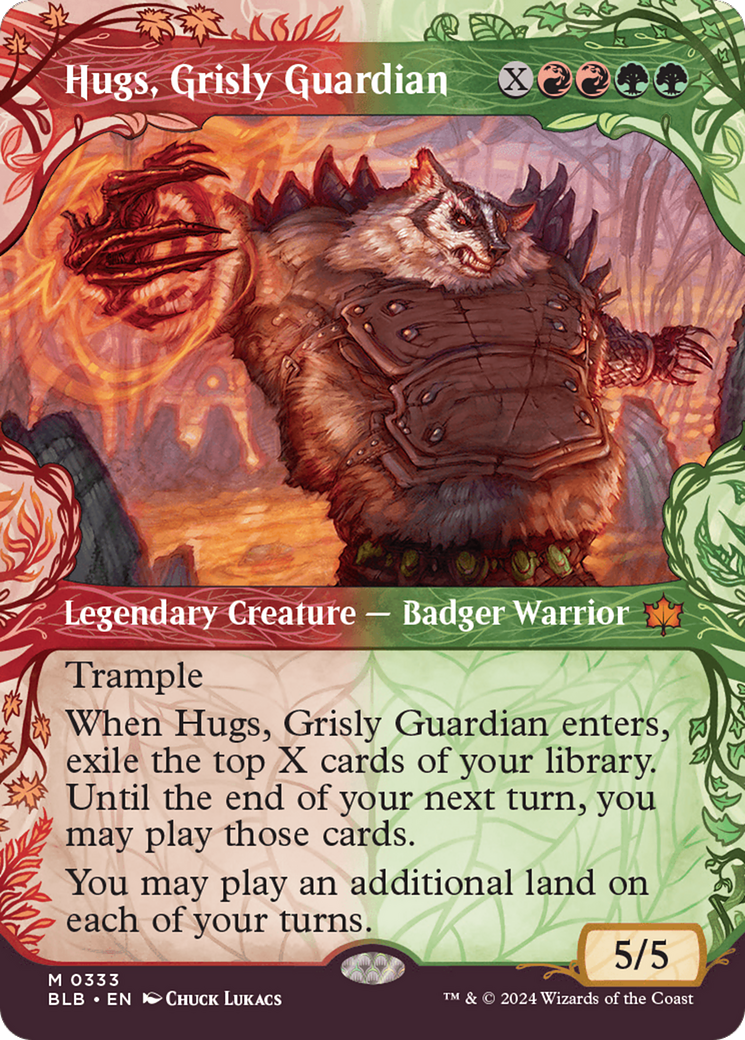 Hugs, Grisly Guardian X
Legendary Creature — Badger Warrior
Trample
When Hugs, Grisly Guardian enters,
exile the top X cards of your library.
Until the end of your next turn, you
may play those cards.
You may play an additional land on
each of your turns.
5/5
M 0333
BLB • EN Chuck Lukacs
™ & © 2024 Wizards of the Coast